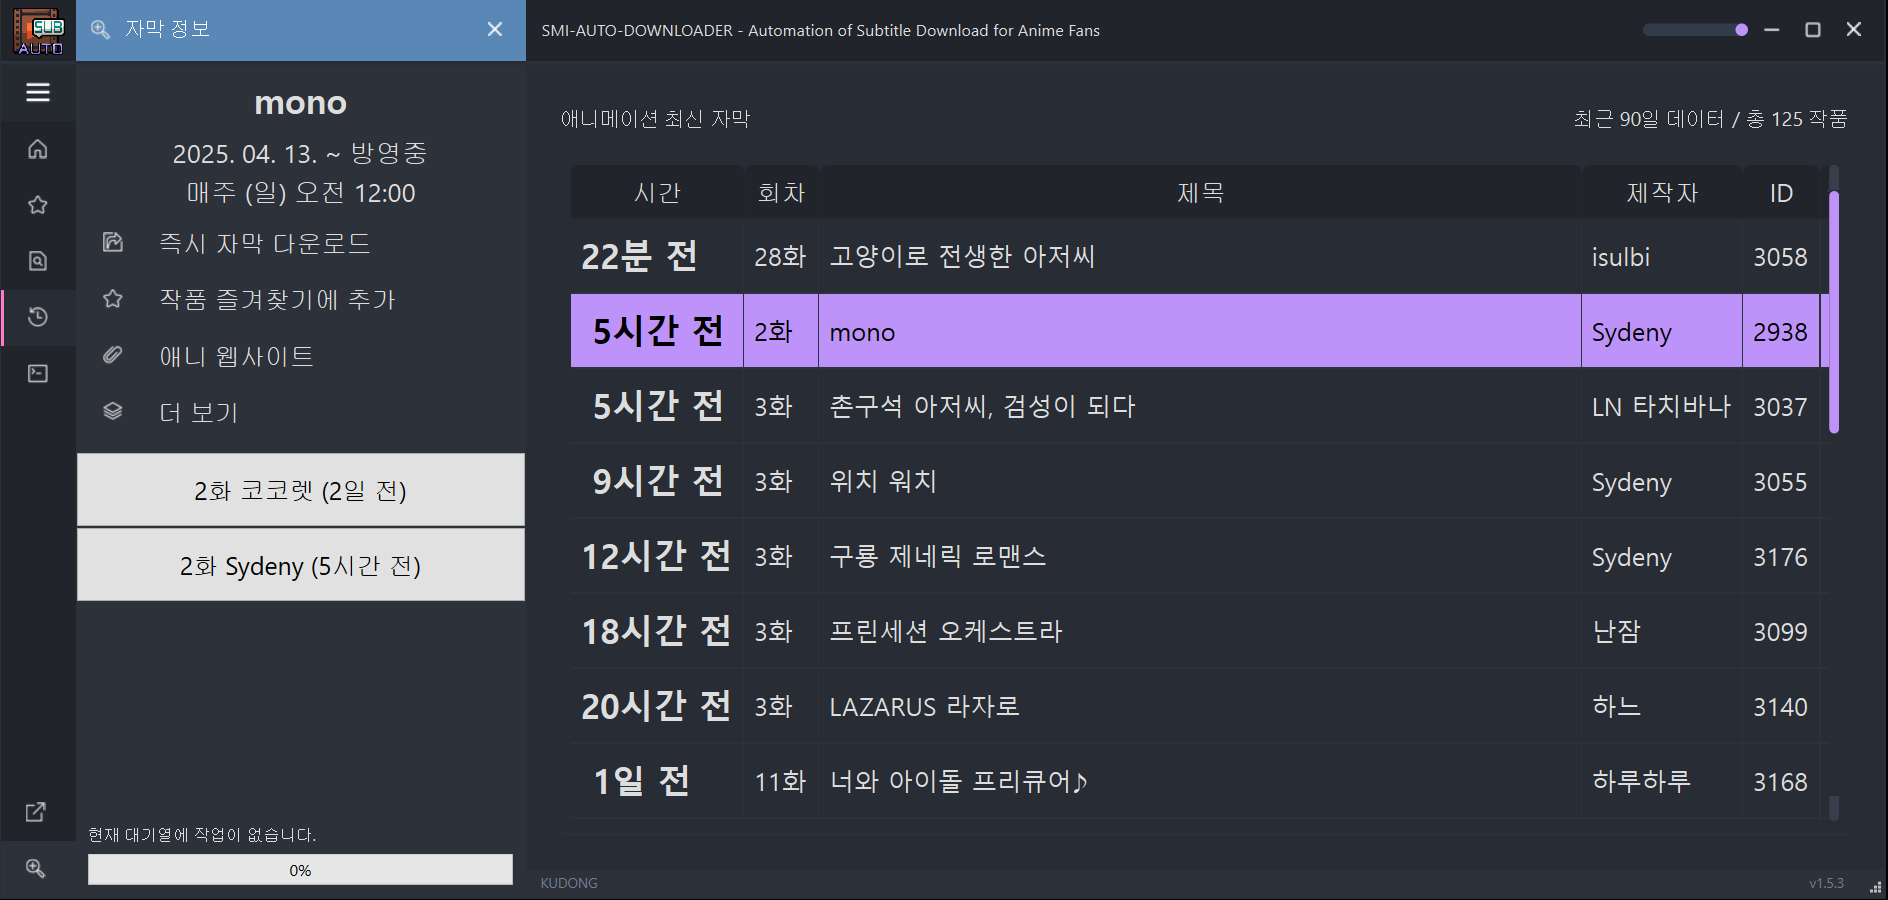 SUB
AUTO
자막 정보
SMI-AUTO-DOWNLOADER - Automation of Subtitle Download for Anime Fans
mono
2025. 04. 13. ~ 방영중
매주 (일) 오전 12:00
즉시 자막 다운로드
작품 즐겨찾기에 추가
애니 웹사이트
더 보기
2화 코코렛 (2일 전)
2화 Sydeny (5시간 전)
현재 대기열에 작업이 없습니다.
0%
애니메이션 최신 자막
최근 90일 데이터 / 총 125 작품
시간 회차 제목 제작자 ID
22분 전 28화 고양이로 전생한 아저씨 isulbi 3058
5시간 전 2화 mono Sydeny 2938
5시간 전 3화 촌구석 아저씨, 검성이 되다 LN 타치바나 3037
9시간 전 3화 위치 워치 Sydeny 3055
12시간 전 3화 구룡 제네릭 로맨스 Sydeny 3176
18시간 전 3화 프린세션 오케스트라 난잠 3099
20시간 전 3화 LAZARUS 라자로 하느 3140
1일 전 11화 너와 아이돌 프리큐어♪ 하루하루 3168
KUDONG
v1.5.3